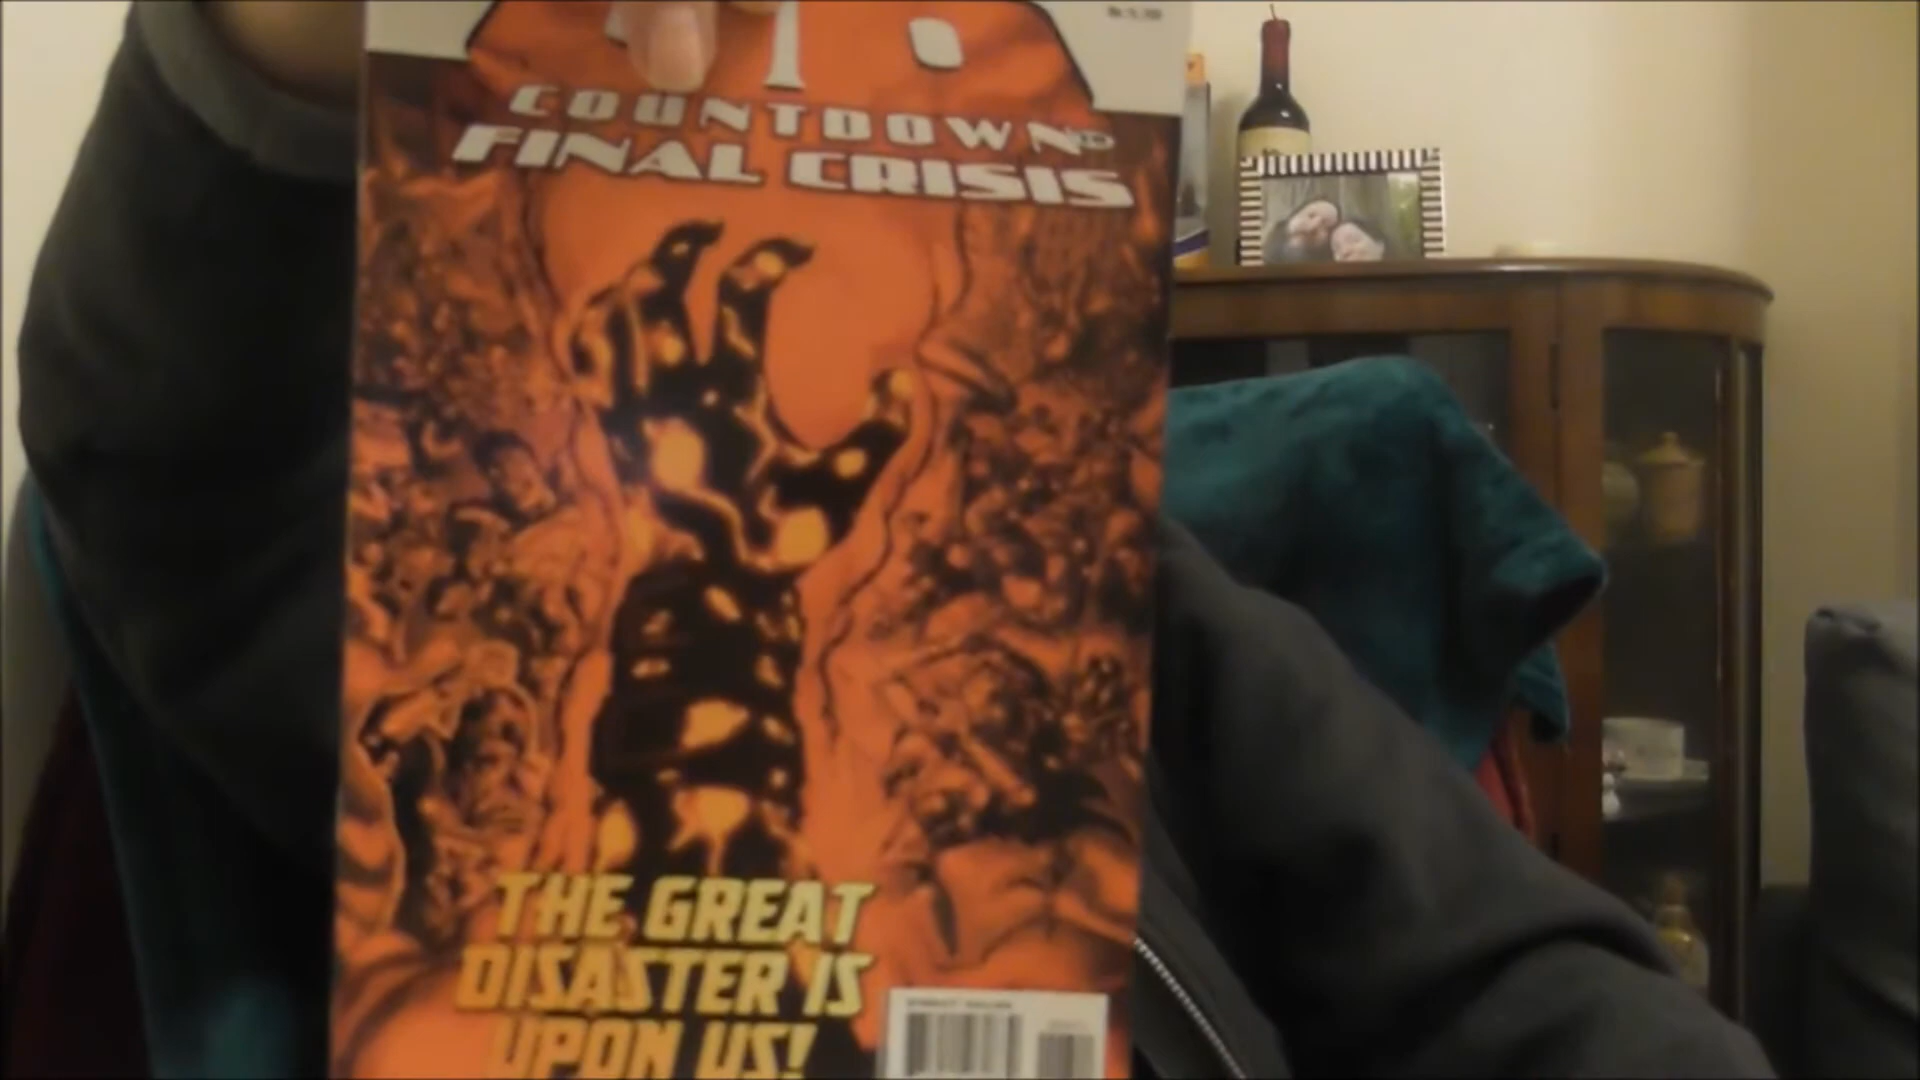 COUNTDOWN TO
FINAL CRISIS
THE GREAT
DISASTER IS
UPON US!